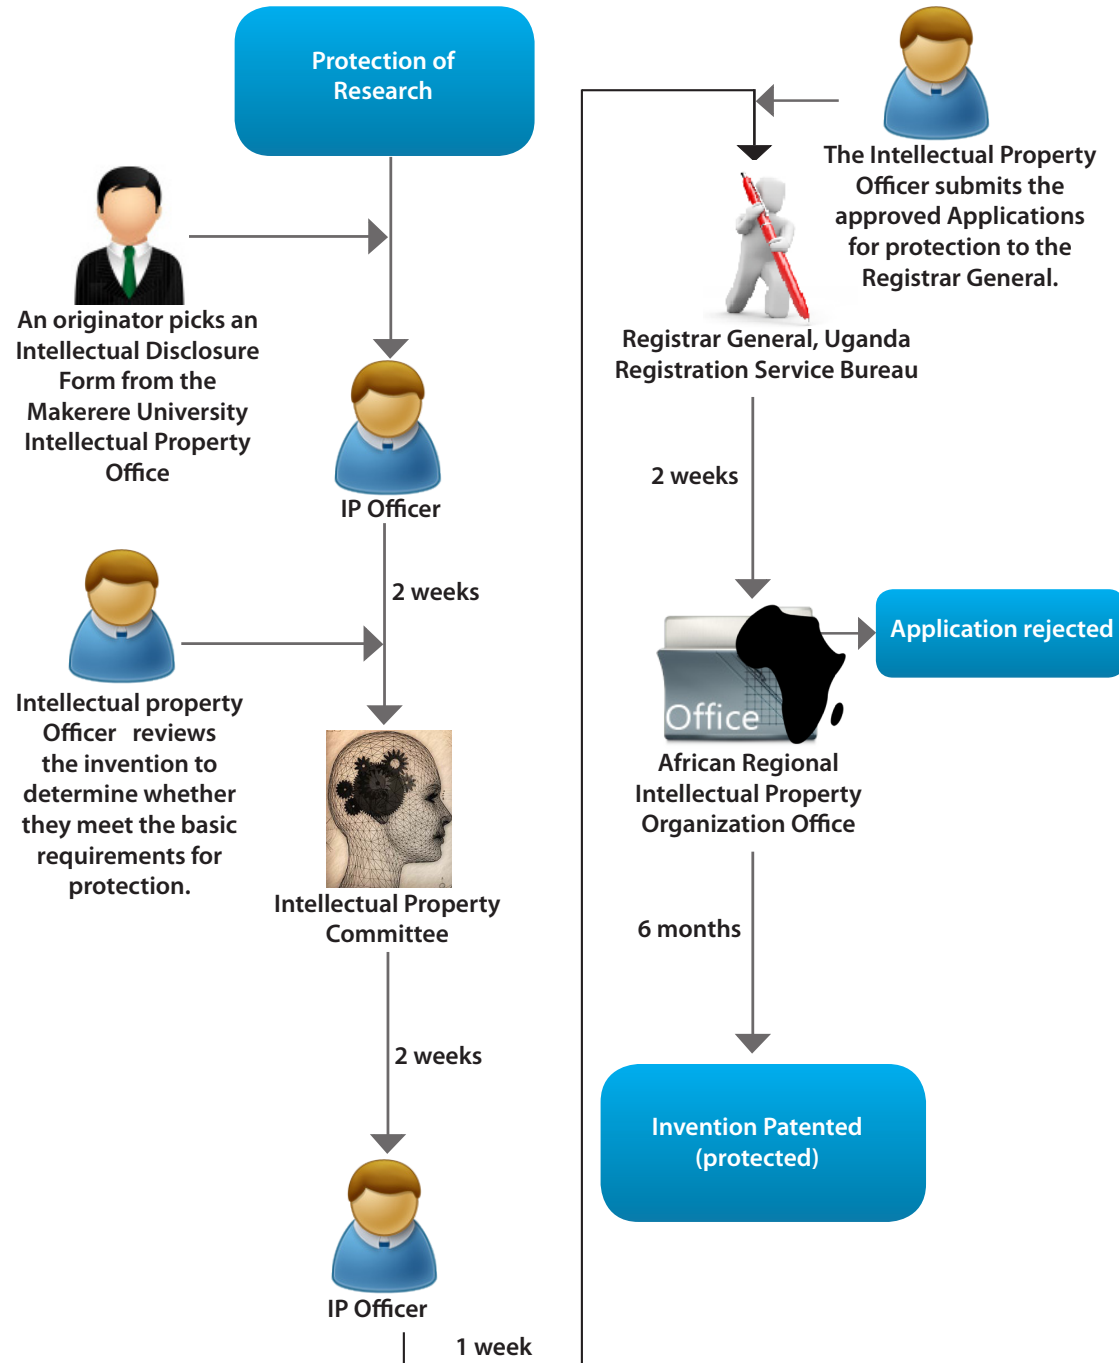 Protection of
Research
An originator picks an
Intellectual Disclosure
Form from the
Makerere University
Intellectual Property
Office
IP Officer
2 weeks
Intellectual property
Officer reviews
the invention to
determine whether
they meet the basic
requirements for
protection.
Intellectual Property
Committee
2 weeks
IP Officer
1 week
The Intellectual Property
Officer submits the
approved Applications
for protection to the
Registrar General.
Registrar General, Uganda
Registration Service Bureau
2 weeks
Office
Application rejected
African Regional
Intellectual Property
Organization Office
6 months
Invention Patented
(protected)